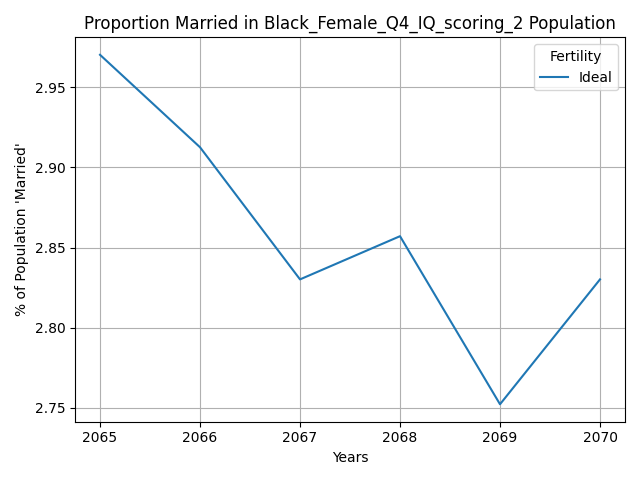 Proportion Married in Black_Female_Q4_IQ_scoring_2 Population
Fertility
Ideal
% of Population 'Married'
2.95
2.90
2.85
2.80
2.75
2065 2066 2067 2068 2069 2070
Years